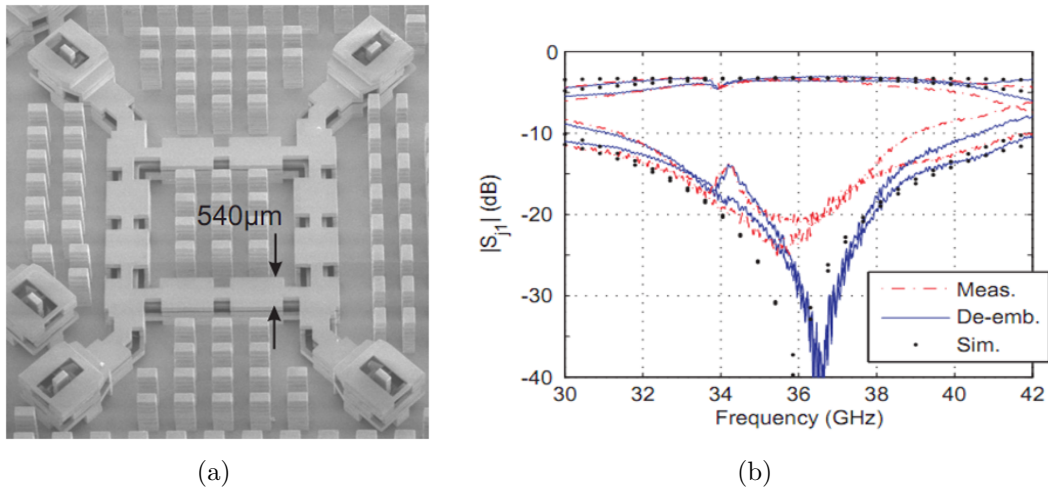 540μm
(a)
|Sj1| (dB)
0
-10
-20
-30
-40
30
32
34
36
38
40
42
Frequency (GHz)
Meas.
De-emb.
Sim.
(b)